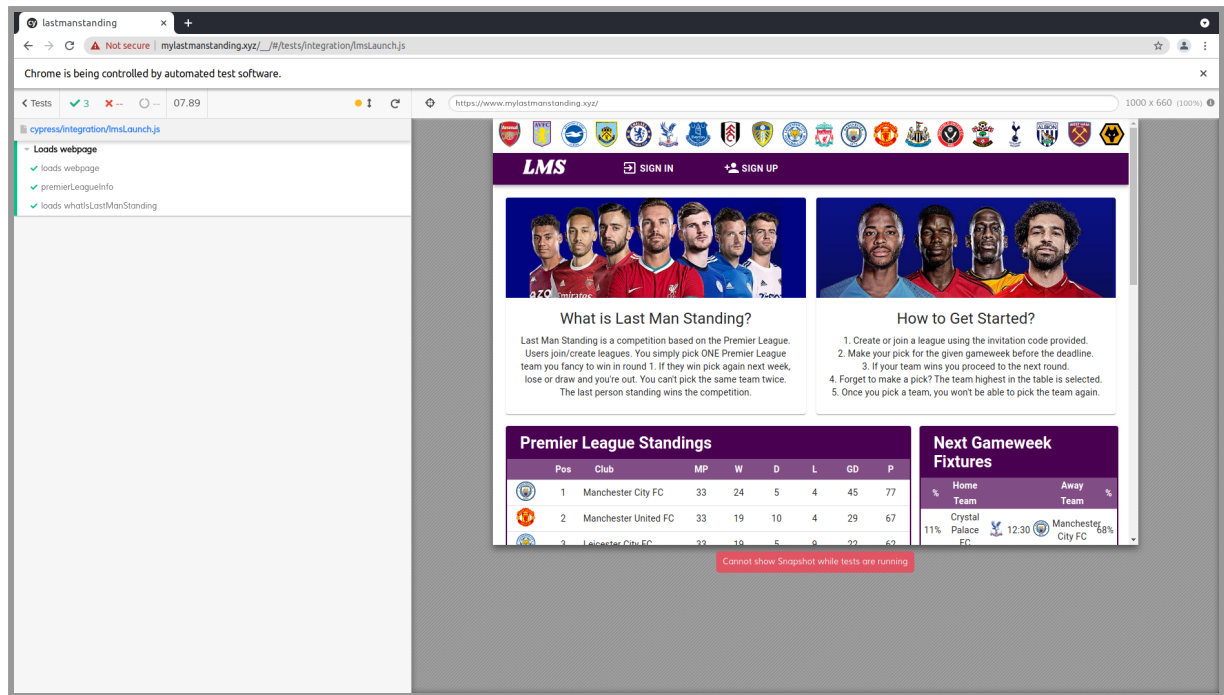 lastmanstanding
Not secure
mylastmanstanding.xyz/__/#/tests/integration/lmsLaunch.js
Chrome is being controlled by automated test software.
Tests 3 -- -- 07.89
https://www.mylastmanstanding.xyz/
1000 x 660 (100%)
cypress/integration/lmsLaunch.js
Loads webpage
loads webpage
premierLeagueInfo
loads whatIsLastManStanding
LMS SIGN IN SIGN UP
What is Last Man Standing?
Last Man Standing is a competition based on the Premier League.
Users join/create leagues. You simply pick ONE Premier League
team you fancy to win in round 1. If they win pick again next week,
lose or draw and you're out. You can't pick the same team twice.
The last person standing wins the competition.
How to Get Started?
1. Create or join a league using the invitation code provided.
2. Make your pick for the given gameweek before the deadline.
3. If your team wins you proceed to the next round.
4. Forget to make a pick? The team highest in the table is selected.
5. Once you pick a team, you won't be able to pick the team again.
Premier League Standings
Pos Club MP W D L GD P
1 Manchester City FC 33 24 5 4 45 77
2 Manchester United FC 33 19 10 4 29 67
3 Leicester City FC 33 19 5 9 22 62
Next Gameweek
Fixtures
% Home Team Away Team %
11% Crystal Palace FC 12:30 Manchester City FC 68%
Cannot show Snapshot while tests are running